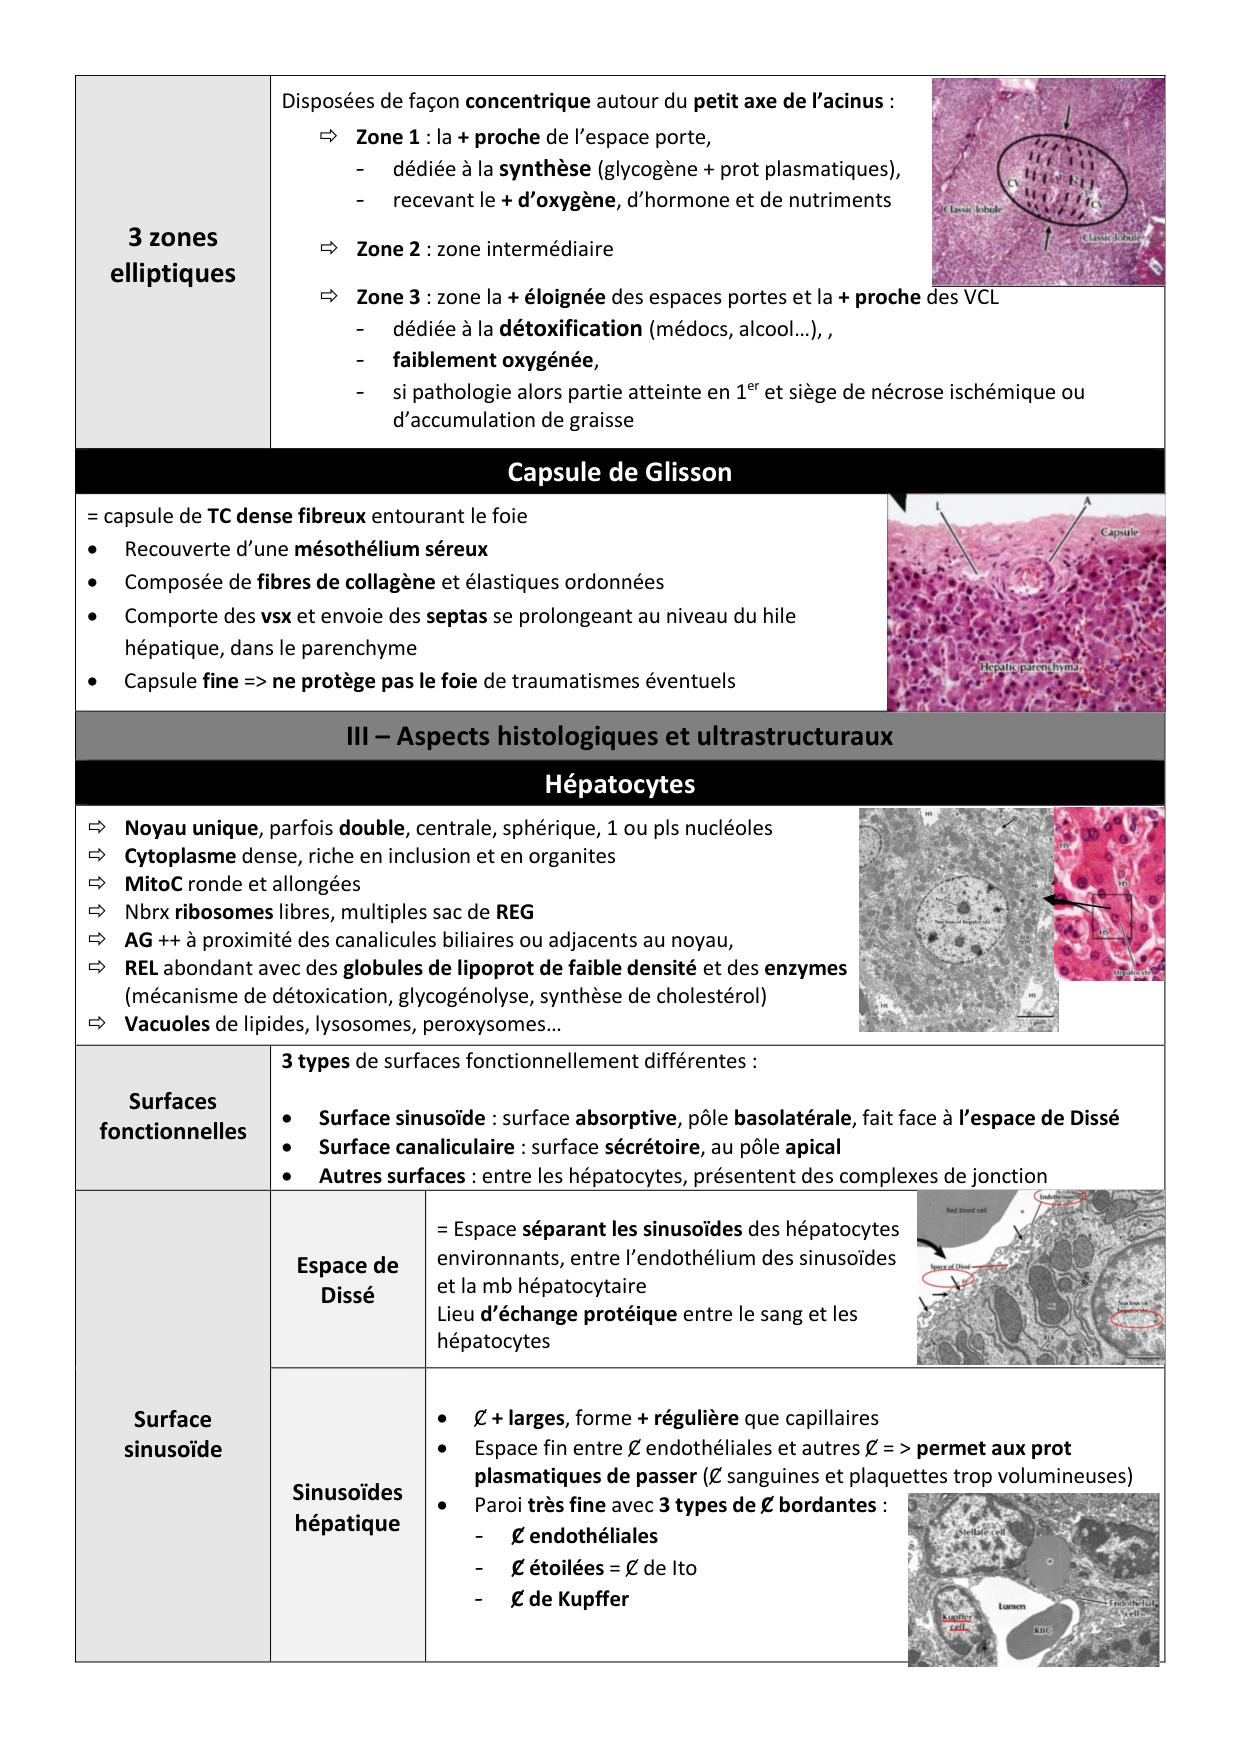 3 zones
elliptiques
Disposées de façon concentrique autour du petit axe de l’acinus :
⇨ Zone 1 : la + proche de l’espace porte,
- dédiée à la synthèse (glycogène + prot plasmatiques),
- recevant le + d’oxygène, d’hormone et de nutriments
⇨ Zone 2 : zone intermédiaire
⇨ Zone 3 : zone la + éloignée des espaces portes et la + proche des VCL
- dédiée à la détoxification (médocs, alcool…), ,
- faiblement oxygénée,
- si pathologie alors partie atteinte en 1er et siège de nécrose ischémique ou
d’accumulation de graisse
CV
CV
Classic lobule
Classic lobule
Capsule de Glisson
= capsule de TC dense fibreux entourant le foie
• Recouverte d’une mésothélium séreux
• Composée de fibres de collagène et élastiques ordonnées
• Comporte des vsx et envoie des septas se prolongeant au niveau du hile
hépatique, dans le parenchyme
• Capsule fine => ne protège pas le foie de traumatismes éventuels
L
A
Capsule
Hepatic parenchyma
III – Aspects histologiques et ultrastructuraux
Hépatocytes
⇨ Noyau unique, parfois double, centrale, sphérique, 1 ou pls nucléoles
⇨ Cytoplasme dense, riche en inclusion et en organites
⇨ MitoC ronde et allongées
⇨ Nbrx ribosomes libres, multiples sac de REG
⇨ AG ++ à proximité des canalicules biliaires ou adjacents au noyau,
⇨ REL abondant avec des globules de lipoprot de faible densité et des enzymes
(mécanisme de détoxication, glycogénolyse, synthèse de cholestérol)
⇨ Vacuoles de lipides, lysosomes, peroxysomes…
HS
Nucleus of hepatocyte
HS
HS
HS
HS
HS
Hepatocyte
Surfaces
fonctionnelles
3 types de surfaces fonctionnellement différentes :
• Surface sinusoïde : surface absorptive, pôle basolatérale, fait face à l’espace de Dissé
• Surface canaliculaire : surface sécrétoire, au pôle apical
• Autres surfaces : entre les hépatocytes, présentent des complexes de jonction
Surface
sinusoïde
Espace de
Dissé
= Espace séparant les sinusoïdes des hépatocytes
environnants, entre l’endothélium des sinusoïdes
et la mb hépatocytaire
Lieu d’échange protéique entre le sang et les
hépatocytes
Red blood cell
Endothelium
Space of Disse
Nucleus of
hepatocyte
Mi
RER
Sinusoïdes
hépatique
• Ȼ + larges, forme + régulière que capillaires
• Espace fin entre Ȼ endothéliales et autres Ȼ = > permet aux prot
plasmatiques de passer (Ȼ sanguines et plaquettes trop volumineuses)
• Paroi très fine avec 3 types de Ȼ bordantes :
- Ȼ endothéliales
- Ȼ étoilées = Ȼ de Ito
- Ȼ de Kupffer
Stellate cell
Lumen
Endothelial
cell
Kupffer
cell
RBC